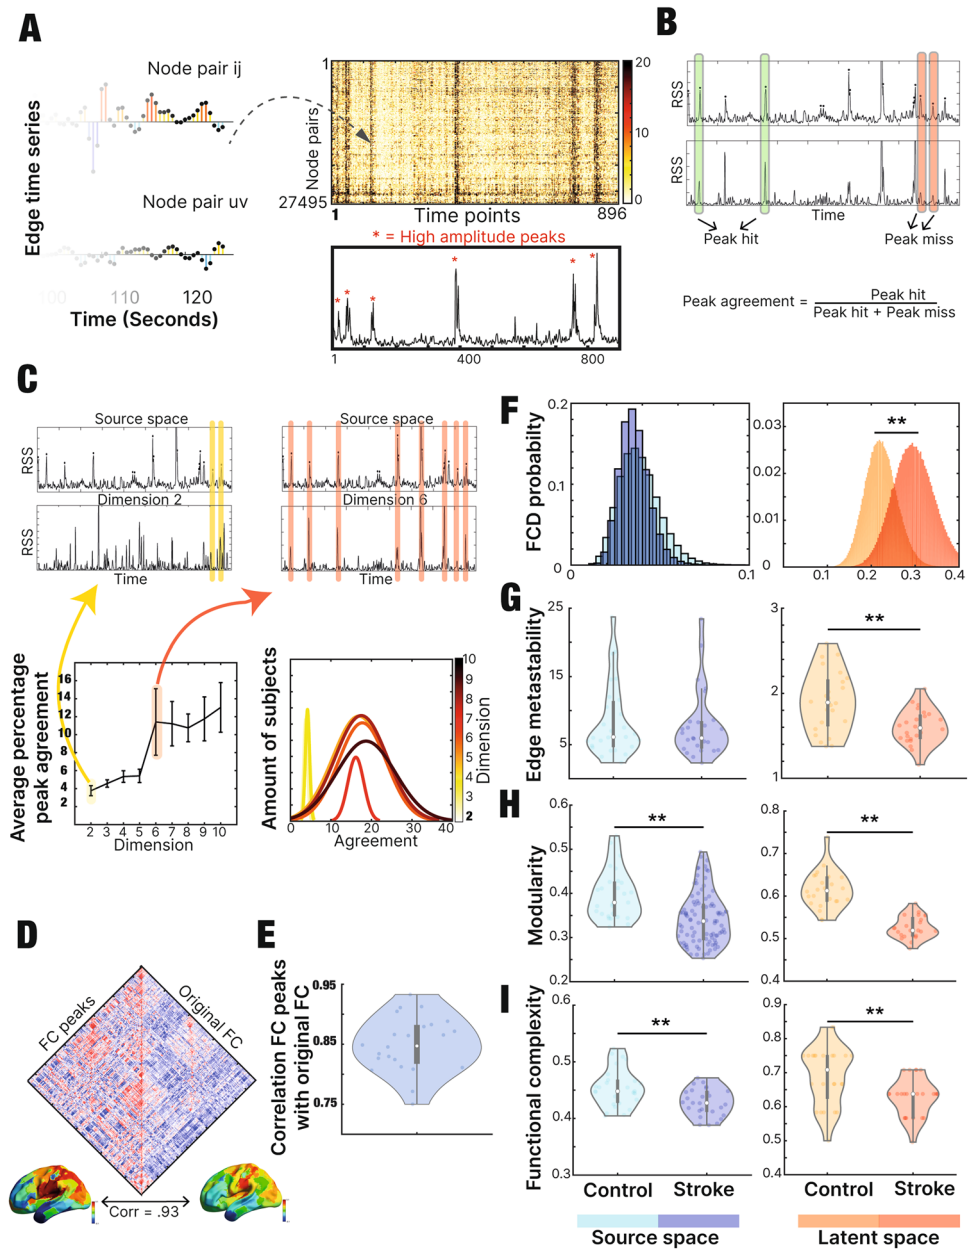 A
Node pair ij
Edge time series
Node pair uv
100
110
120
Time (Seconds)
1
Node pairs
27495
1
Time points
896
20
10
0
* = High amplitude peaks
*
*
*
*
*
*
1
400
800
B
RSS
RSS
Time
Peak hit
Peak miss
Peak agreement =
Peak hit
Peak hit + Peak miss
C
Source space
RSS
Dimension 2
RSS
Time
Source space
Dimension 6
Time
Average percentage
peak agreement
16
14
12
10
8
6
4
2
2
3
4
5
6
7
8
9
10
Dimension
Amount of subjects
0
10
20
30
40
Agreement
10
9
8
7
6
5
4
3
2
Dimension
D
FC peaks
Original FC
Corr = .93
E
Correlation FC peaks
with original FC
0.95
0.85
0.75
F
FCD probabilty
0.2
0.1
0
0
0.1
**
0.03
0.02
0.01
0
0.1
0.2
0.3
0.4
G
Edge metastability
25
15
5
**
3
2
1
H
Modularity
0.6
0.5
0.4
0.3
0.2
**
0.8
0.7
0.6
0.5
0.4
**
I
Functional complexity
0.6
0.5
0.4
0.3
**
0.9
0.8
0.7
0.6
0.5
0.4
**
Control
Stroke
Control
Stroke
Source space
Latent space